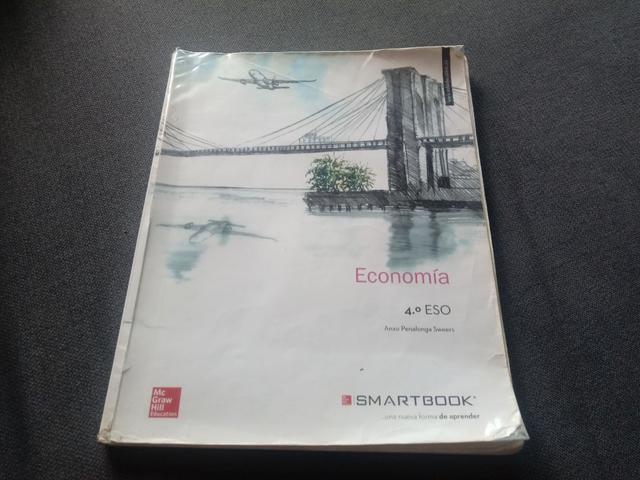 Economía
4.º ESO
Anxo Penalonga Sweers
Mc
Graw
Hill
Education
SMARTBOOK
...una nueva forma de aprender